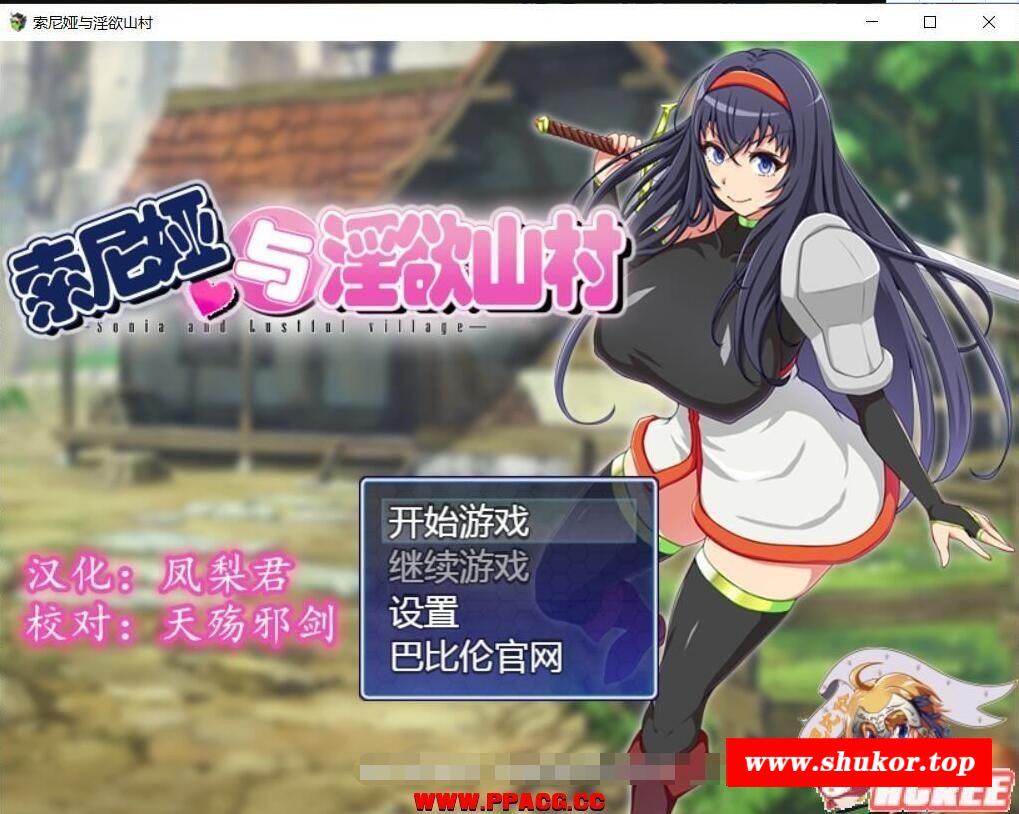 索尼娅与淫欲山村
索尼娅与淫欲山村
-Sonia and Lustful village-
开始游戏
继续游戏
设置
巴比伦官网
汉化：凤梨君
校对：天殇邪剑
www.shukor.top
WWW.PPACG.CC